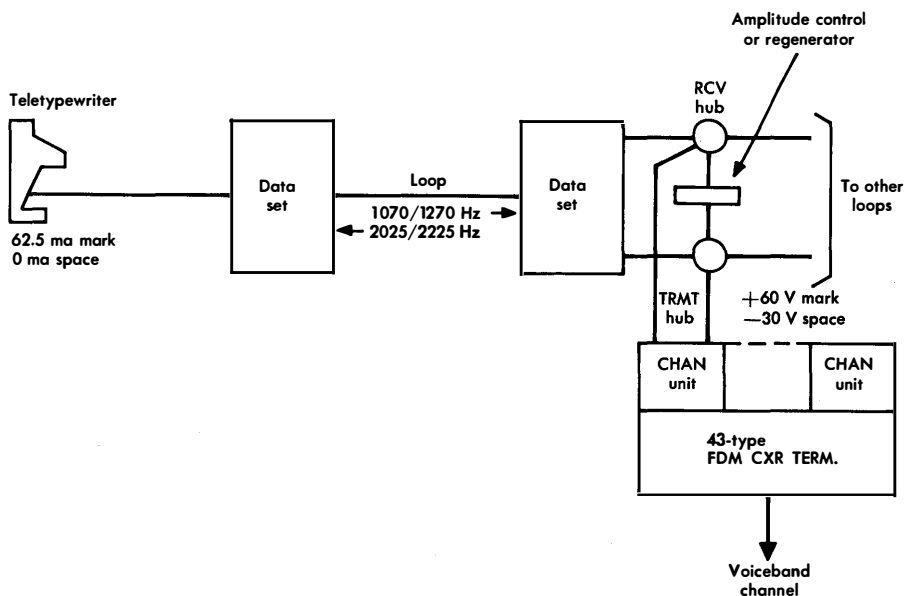 Amplitude control
or regenerator
Teletypewriter
RCV
hub
Data
set
Loop
1070/1270 Hz
2025/2225 Hz
Data
set
To other
loops
62.5 ma mark
0 ma space
TRMT
hub
+60 V mark
—30 V space
CHAN
unit
CHAN
unit
43-type
FDM CXR TERM.
Voiceband
channel